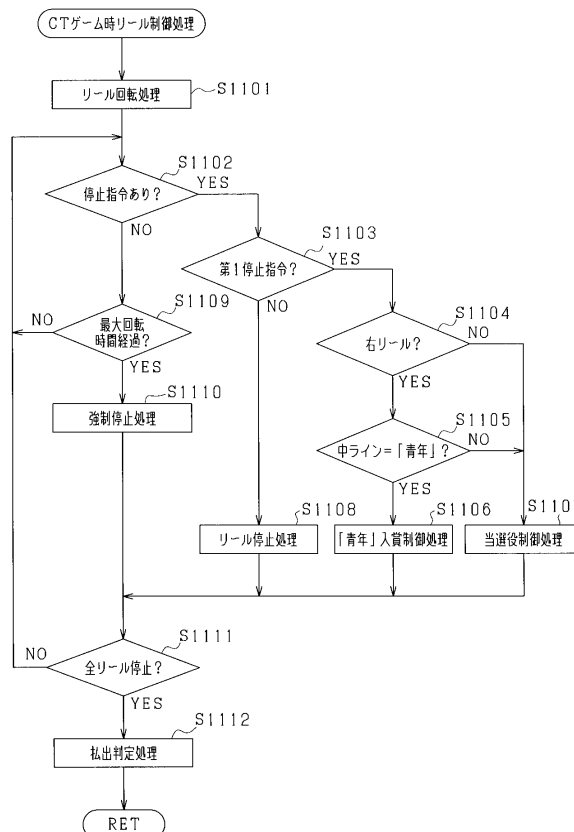 CTゲーム時リール制御処理
リール回転処理
S1101
停止指令あり?
S1102
YES
NO
第1停止指令?
S1103
YES
NO
最大回転
時間経過?
S1109
NO
YES
右リール?
S1104
NO
YES
強制停止処理
S1110
中ライン=「青年」?
S1105
NO
YES
リール停止処理
S1108
「青年」入賞制御処理
S1106
当選役制御処理
S110
全リール停止?
S1111
NO
YES
払出判定処理
S1112
RET